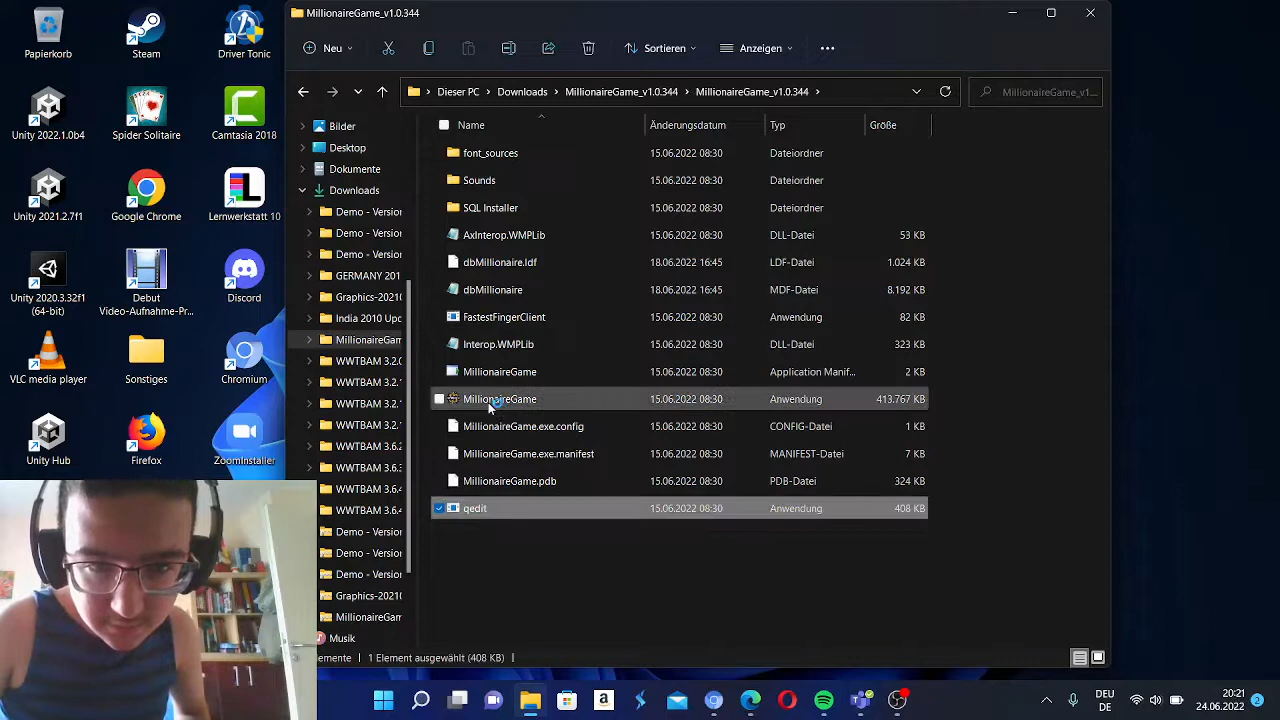 Papierkorb
Steam
Driver Tonic
Unity 2022.1.0b4
Spider Solitaire
Camtasia 2018
Unity 2021.2.7f1
Google Chrome
Lernwerkstatt 10
Unity 2020.3.32f1
(64-bit)
Debut
Video-Aufnahme-Pr...
Discord
VLC media player
Sonstiges
Chromium
Unity Hub
Firefox
ZoomInstaller
MillionaireGame_v1.0.344
Neu
Sortieren
Anzeigen
Dieser PC
Downloads
MillionaireGame_v1.0.344
MillionaireGame_v1.0.344
MillionaireGame_v1...
Bilder
Desktop
Dokumente
Downloads
Demo - Version
Demo - Version
Demo - Version
GERMANY 201
Graphics-2021
India 2010 Upc
MillionaireGam
WWTBAM 3.2.0
WWTBAM 3.2.
WWTBAM 3.2.
WWTBAM 3.2.
WWTBAM 3.6.2
WWTBAM 3.6.3
WWTBAM 3.6.4
WWTBAM 3.6.4
Demo - Version
Demo - Version
Demo - Version
Graphics-2021
MillionaireGam
Musik
Name Änderungsdatum Typ Größe
font_sources 15.06.2022 08:30 Dateiordner
Sounds 15.06.2022 08:30 Dateiordner
SQL Installer 15.06.2022 08:30 Dateiordner
AxInterop.WMPLib 15.06.2022 08:30 DLL-Datei 53 KB
dbMillionaire.ldf 18.06.2022 16:45 LDF-Datei 1.024 KB
dbMillionaire 18.06.2022 16:45 MDF-Datei 8.192 KB
FastestFingerClient 15.06.2022 08:30 Anwendung 82 KB
Interop.WMPLib 15.06.2022 08:30 DLL-Datei 323 KB
MillionaireGame 15.06.2022 08:30 Application Manif... 2 KB
MillionaireGame 15.06.2022 08:30 Anwendung 413.767 KB
MillionaireGame.exe.config 15.06.2022 08:30 CONFIG-Datei 1 KB
MillionaireGame.exe.manifest 15.06.2022 08:30 MANIFEST-Datei 7 KB
MillionaireGame.pdb 15.06.2022 08:30 PDB-Datei 324 KB
qedit 15.06.2022 08:30 Anwendung 408 KB
emente
1 Element ausgewählt (408 KB)
DEU
DE
20:21
24.06.2022
2